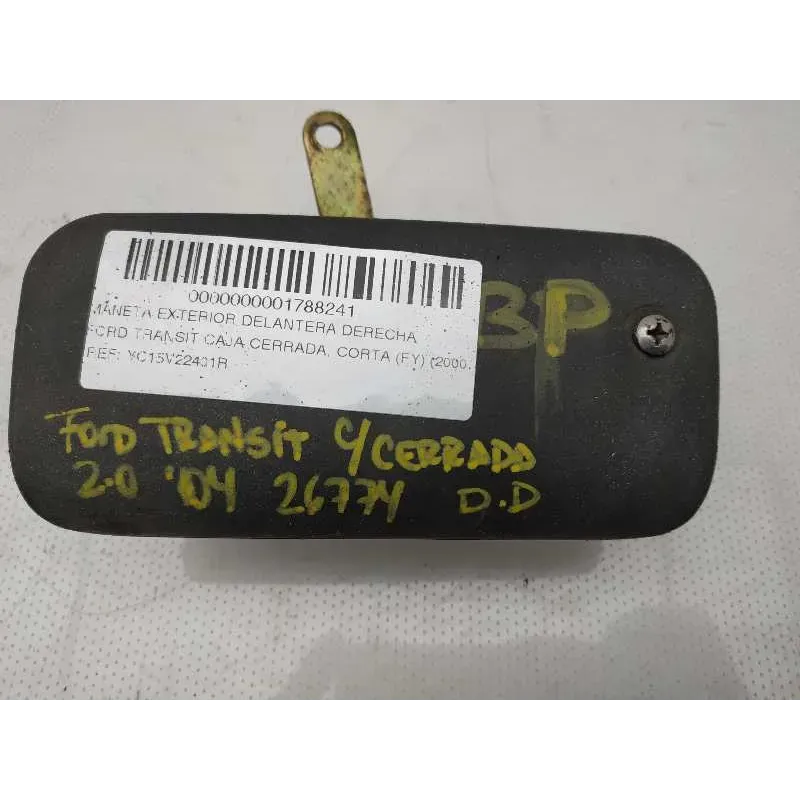 0000000001788241
MANETA EXTERIOR DELANTERA DERECHA
FORD TRANSIT CAJA CERRADA, CORTA (FY) (2000.
REF: YC15V22401R
BP
FORD TRANSIT C/CERRADA
2.0 '04 26774 D.D